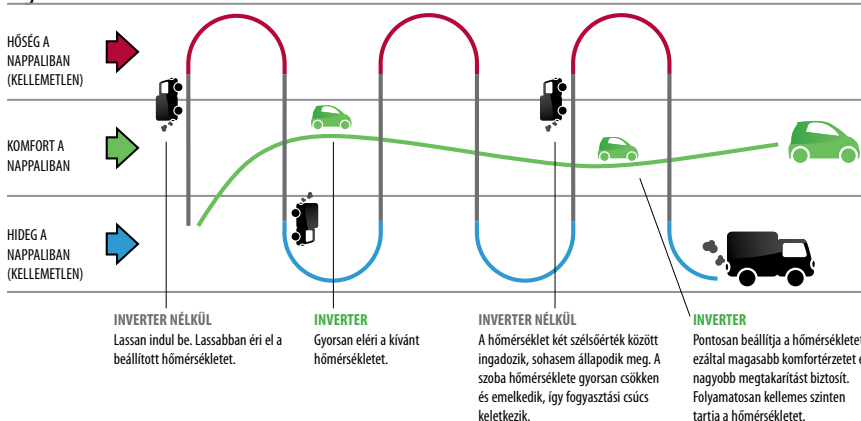 HŐSÉG A
NAPPALIBAN
(KELLEMETLEN)
KOMFORT A
NAPPALIBAN
HIDEG A
NAPPALIBAN
(KELLEMETLEN)
INVERTER NÉLKÜL
Lassan indul be. Lassabban éri el a
beállított hőmérsékletet.
INVERTER
Gyorsan eléri a kívánt
hőmérsékletet.
INVERTER NÉLKÜL
A hőmérséklet két szélsőérték között
ingadozik, sohasem állapodik meg. A
szoba hőmérséklete gyorsan csökken
és emelkedik, így fogyasztási csúcs
keletkezik.
INVERTER
Pontosan beállítja a hőmérsékletet
ezáltal magasabb komfortérzetet
nagyobb megtakarítást biztosít.
Folyamatosan kellemes szinten
tartja a hőmérsékletet.